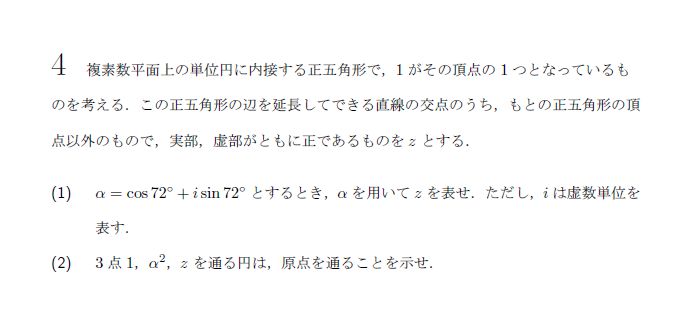 4 複素数平面上の単位円に内接する正五角形で，1 がその頂点の 1 つとなっているも
のを考える．この正五角形の辺を延長してできる直線の交点のうち，もとの正五角形の頂
点以外のもので，実部，虚部がともに正であるものを z とする．
(1) α = cos 72° + i sin 72° とするとき，α を用いて z を表せ．ただし，i は虚数単位を
表す．
(2) 3 点 1，α²，z を通る円は，原点を通ることを示せ．